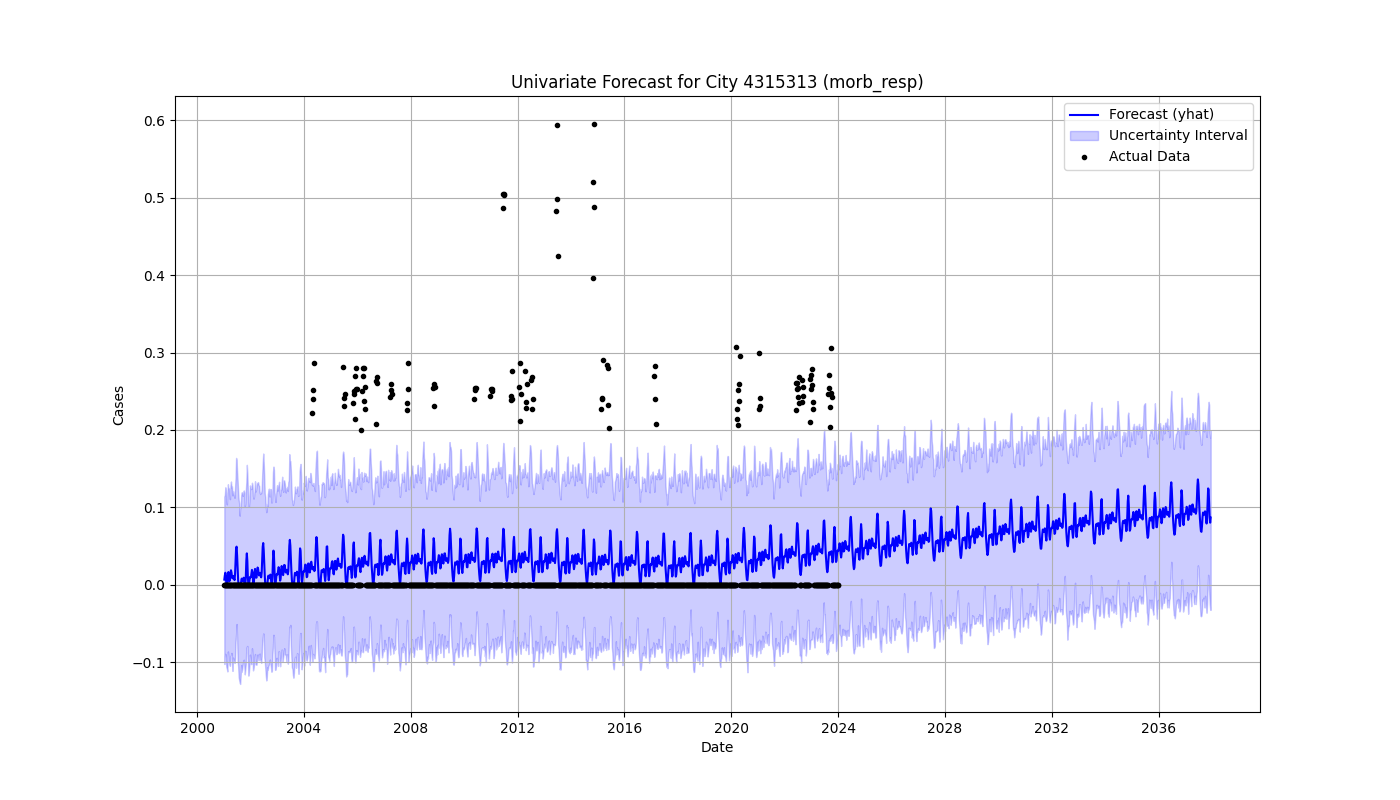 Univariate Forecast for City 4315313 (morb_resp)
Forecast (yhat)
Uncertainty Interval
Actual Data
0.6
0.5
0.4
0.3
0.2
0.1
0.0
−0.1
Cases
2000 2004 2008 2012 2016 2020 2024 2028 2032 2036
Date